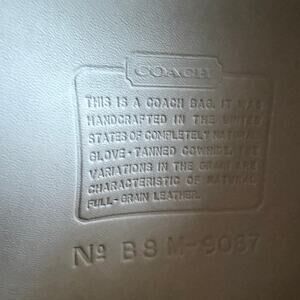 COACH
THIS IS A COACH BAG. IT WAS
HANDCRAFTED IN THE UNITED
STATES OF COMPLETELY NATURAL
GLOVE-TANNED COWHIDE. THE
VARIATIONS IN THE GRAIN ARE
CHARACTERISTIC OF NATURAL
FULL-GRAIN LEATHER.
Nº B8M-9087